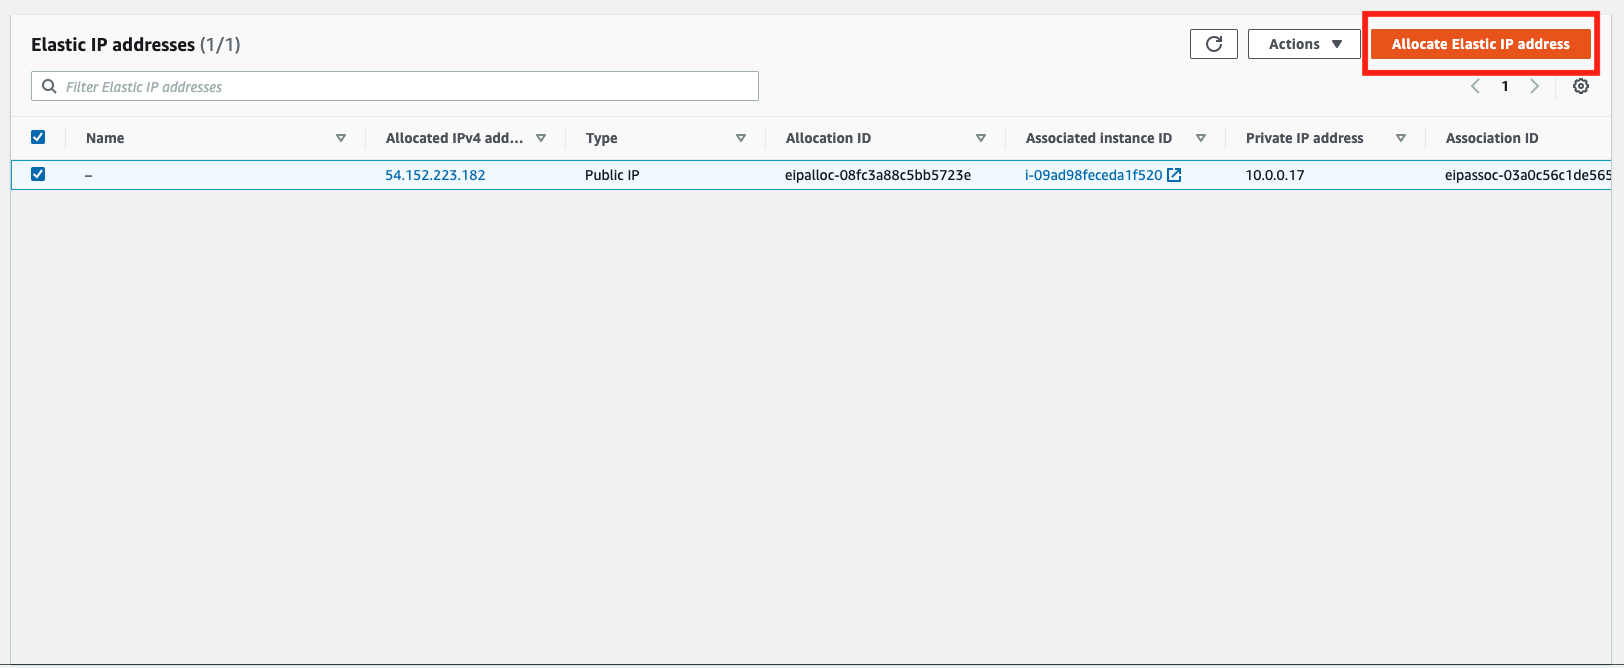 Elastic IP addresses (1/1)
Actions
Allocate Elastic IP address
Filter Elastic IP addresses
1
Name Allocated IPv4 add... Type Allocation ID Associated instance ID Private IP address Association ID
– 54.152.223.182 Public IP eipalloc-08fc3a88c5bb5723e i-09ad98feceda1f520 10.0.0.17 eipassoc-03a0c56c1de565